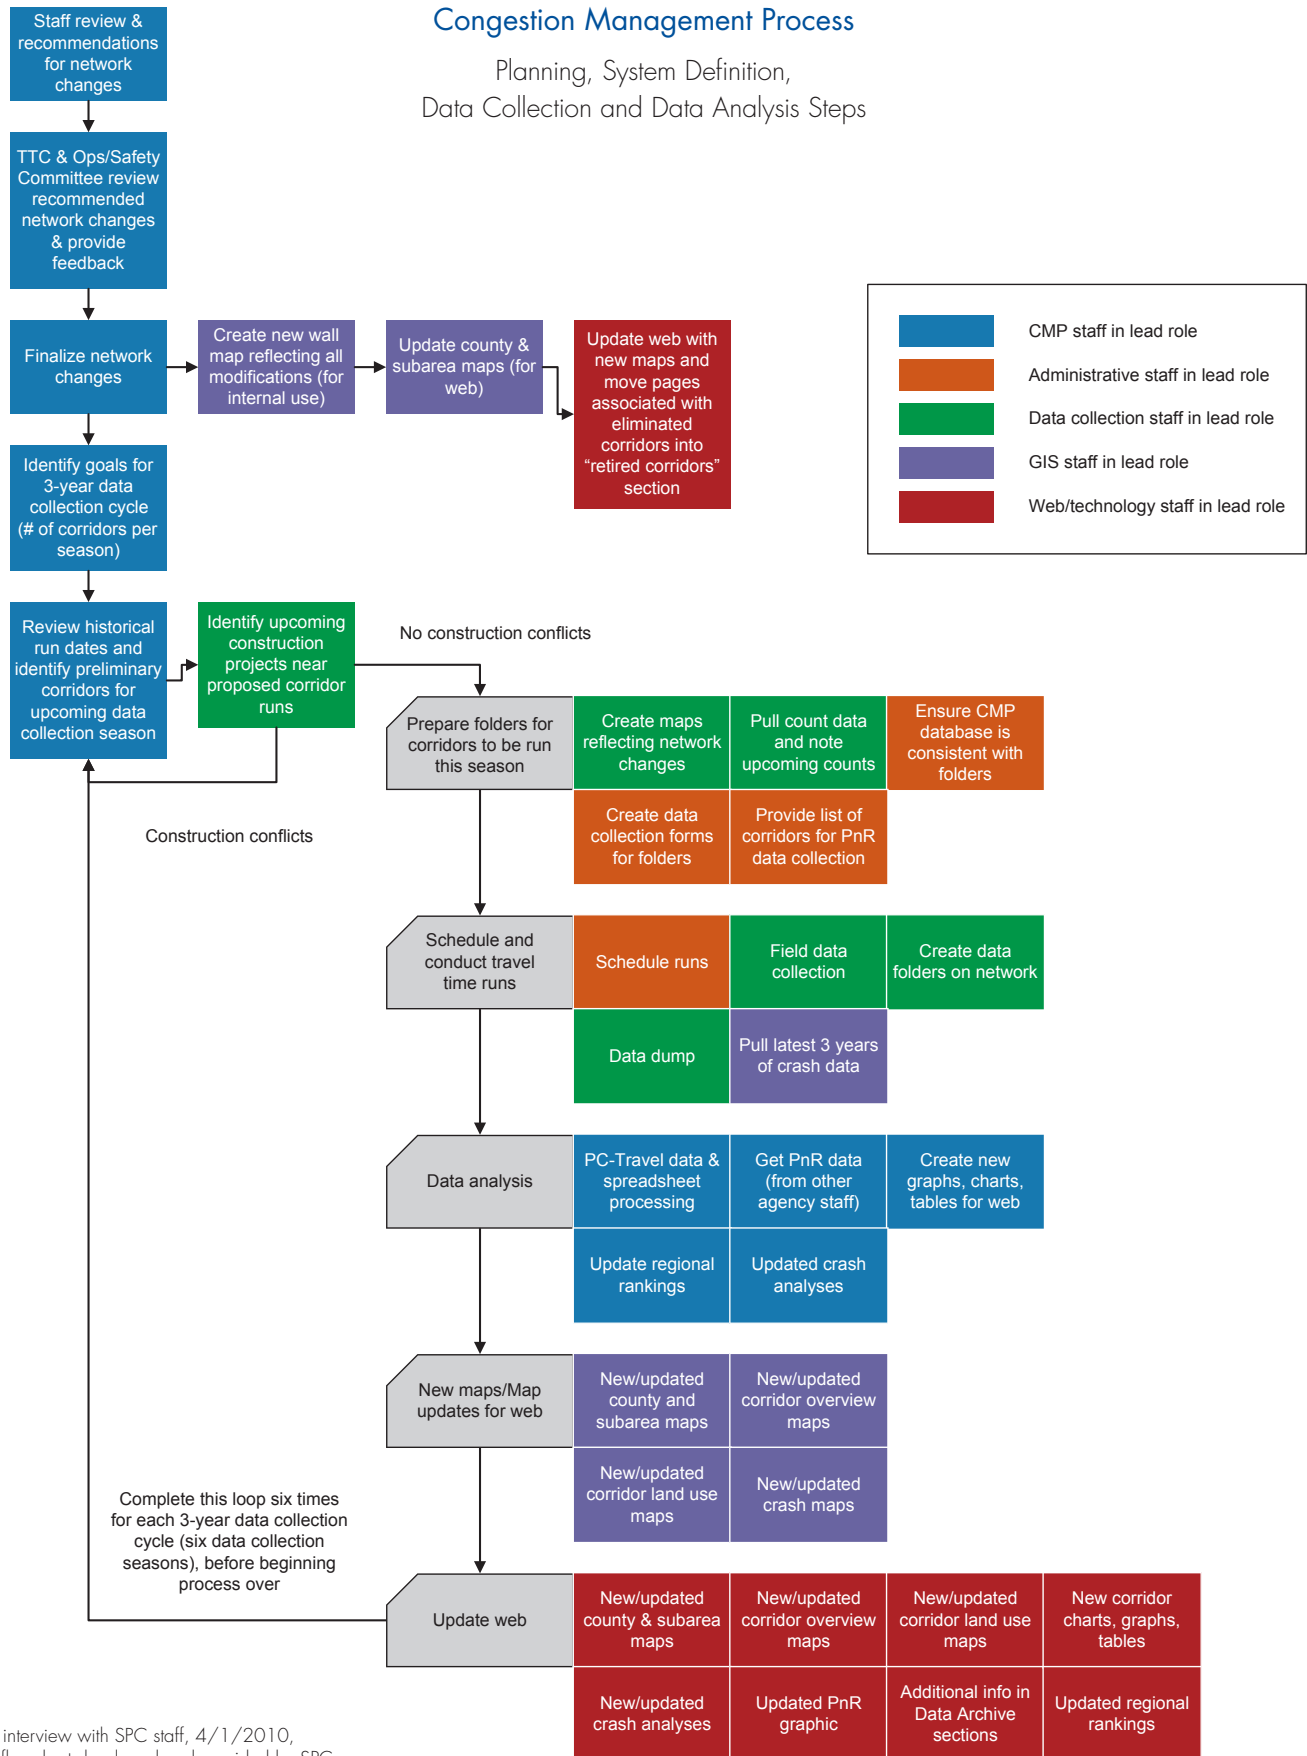 Congestion Management Process
Planning, System Definition,
Data Collection and Data Analysis Steps
Staff review &
recommendations
for network
changes
TTC & Ops/Safety
Committee review
recommended
network changes
& provide
feedback
Finalize network
changes
Create new wall
map reflecting all
modifications (for
internal use)
Update county &
subarea maps (for
web)
Update web with
new maps and
move pages
associated with
eliminated
corridors into
“retired corridors”
section
CMP staff in lead role
Administrative staff in lead role
Data collection staff in lead role
GIS staff in lead role
Web/technology staff in lead role
Identify goals for
3-year data
collection cycle
(# of corridors per
season)
Review historical
run dates and
identify preliminary
corridors for
upcoming data
collection season
Identify upcoming
construction
projects near
proposed corridor
runs
No construction conflicts
Construction conflicts
Prepare folders for
corridors to be run
this season
Create maps
reflecting network
changes
Pull count data
and note
upcoming counts
Ensure CMP
database is
consistent with
folders
Create data
collection forms
for folders
Provide list of
corridors for PnR
data collection
Schedule and
conduct travel
time runs
Schedule runs
Field data
collection
Create data
folders on network
Data dump
Pull latest 3 years
of crash data
Data analysis
PC-Travel data &
spreadsheet
processing
Get PnR data
(from other
agency staff)
Create new
graphs, charts,
tables for web
Update regional
rankings
Updated crash
analyses
New maps/Map
updates for web
New/updated
county and
subarea maps
New/updated
corridor overview
maps
New/updated
corridor land use
maps
New/updated
crash maps
Complete this loop six times
for each 3-year data collection
cycle (six data collection
seasons), before beginning
process over
Update web
New/updated
county & subarea
maps
New/updated
corridor overview
maps
New/updated
corridor land use
maps
New corridor
charts, graphs,
tables
New/updated
crash analyses
Updated PnR
graphic
Additional info in
Data Archive
sections
Updated regional
rankings
interview with SPC staff, 4/1/2010,